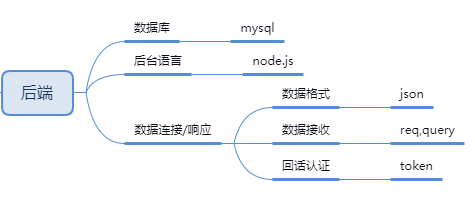 后端
数据库 mysql
后台语言 node.js
数据连接/响应
数据格式 json
数据接收 req,query
回话认证 token